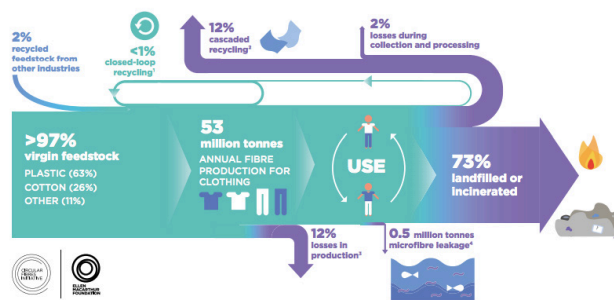 2%
recycled
feedstock from
other industries
<1%
closed-loop
recycling¹
12%
cascaded
recycling²
2%
losses during
collection and processing
>97%
virgin feedstock
PLASTIC (63%)
COTTON (26%)
OTHER (11%)
53
million tonnes
ANNUAL FIBRE
PRODUCTION FOR
CLOTHING
USE
73%
landfilled or
incinerated
12%
losses in
production³
0.5 million tonnes
microfibre leakage⁴
CIRCULAR
FIBRES
INITIATIVE
ELLEN
MACARTHUR
FOUNDATION